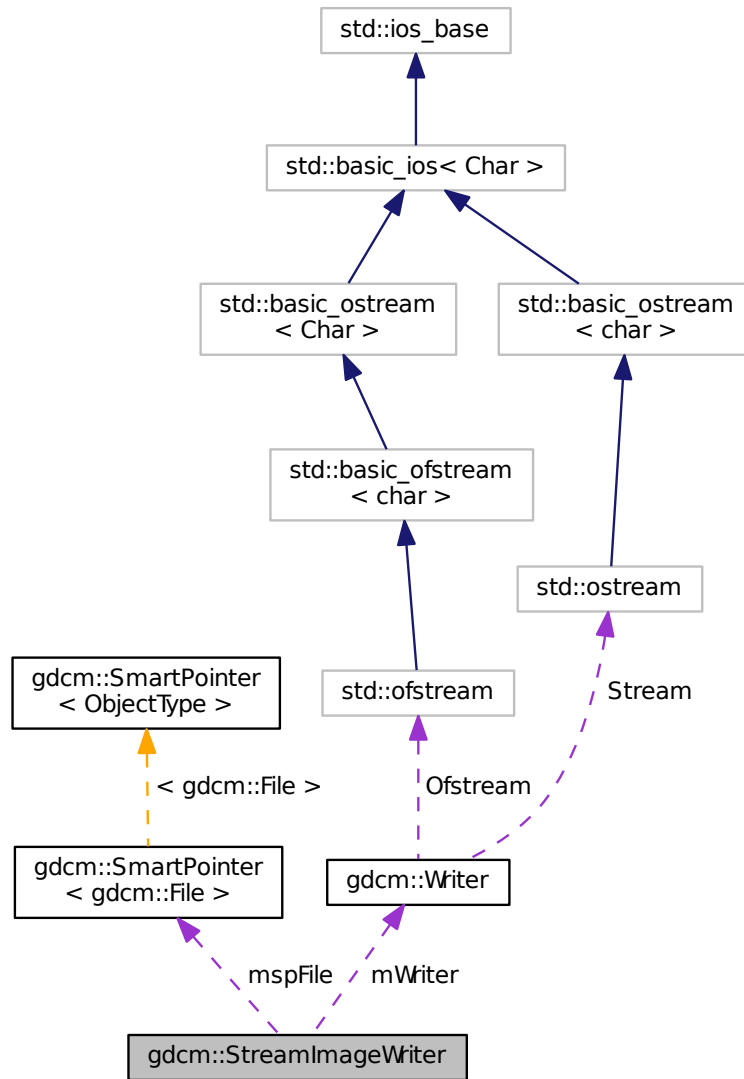 std::ios_base
std::basic_ios< Char >
std::basic_ostream
< Char >
std::basic_ostream
< char >
std::basic_ofstream
< char >
std::ostream
gdcm::SmartPointer
< ObjectType >
std::ofstream
Stream
< gdcm::File >
Ofstream
gdcm::SmartPointer
< gdcm::File >
gdcm::Writer
mspFile
mWriter
gdcm::StreamImageWriter